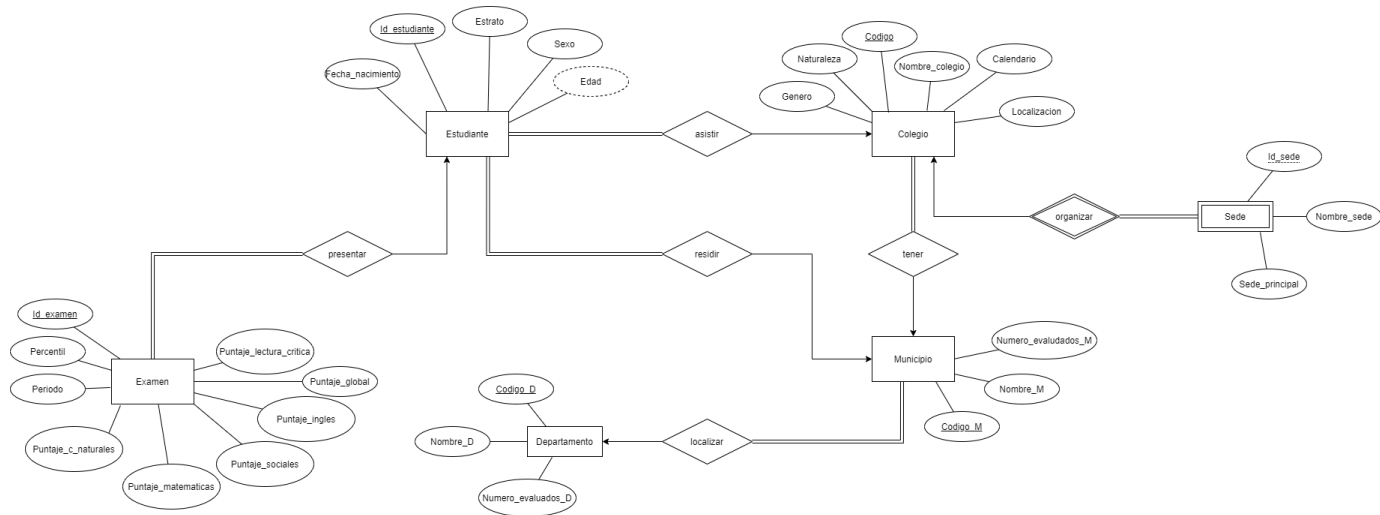 Id_estudiante
Estrato
Sexo
Fecha_nacimiento
Edad
Estudiante
asistir
Codigo
Naturaleza
Nombre_colegio
Calendario
Genero
Localizacion
Colegio
Id_sede
organizar
Sede
Nombre_sede
Sede_principal
presentar
residir
tener
Id_examen
Percentil
Puntaje_lectura_critica
Periodo
Examen
Puntaje_global
Puntaje_ingles
Puntaje_c_naturales
Puntaje_sociales
Puntaje_matematicas
Numero_evaludados_M
Municipio
Nombre_M
Codigo_M
Codigo_D
Nombre_D
Departamento
localizar
Numero_evaluados_D